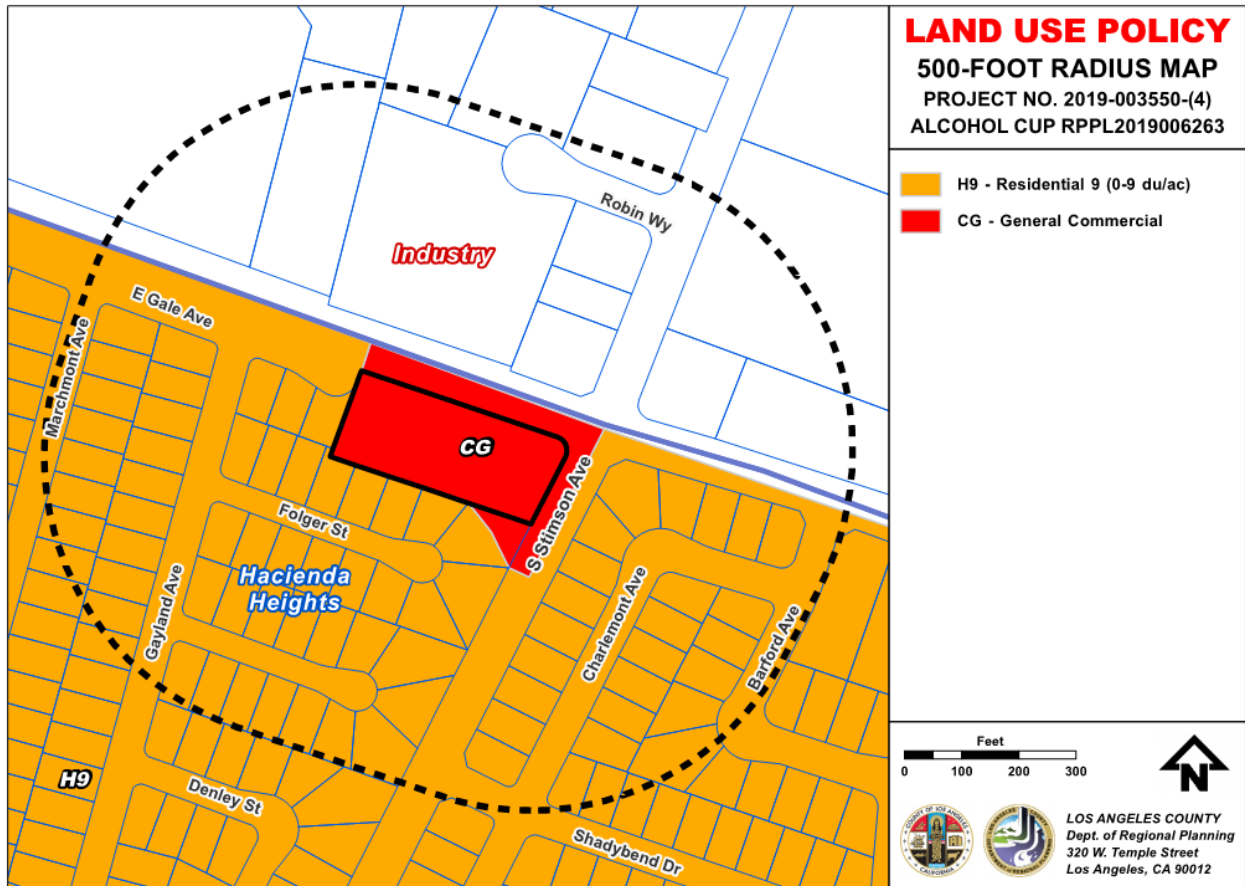 LAND USE POLICY
500-FOOT RADIUS MAP
PROJECT NO. 2019-003550-(4)
ALCOHOL CUP RPPL2019006263
H9 - Residential 9 (0-9 du/ac)
CG - General Commercial
Robin Wy
Industry
E Gale Ave
Marchmont Ave
CG
S Stimson Ave
Folger St
Hacienda
Heights
Gayland Ave
Charlemont Ave
Barford Ave
H9
Denley St
Shadybend Dr
Feet
0 100 200 300
N
LOS ANGELES COUNTY
Dept. of Regional Planning
320 W. Temple Street
Los Angeles, CA 90012